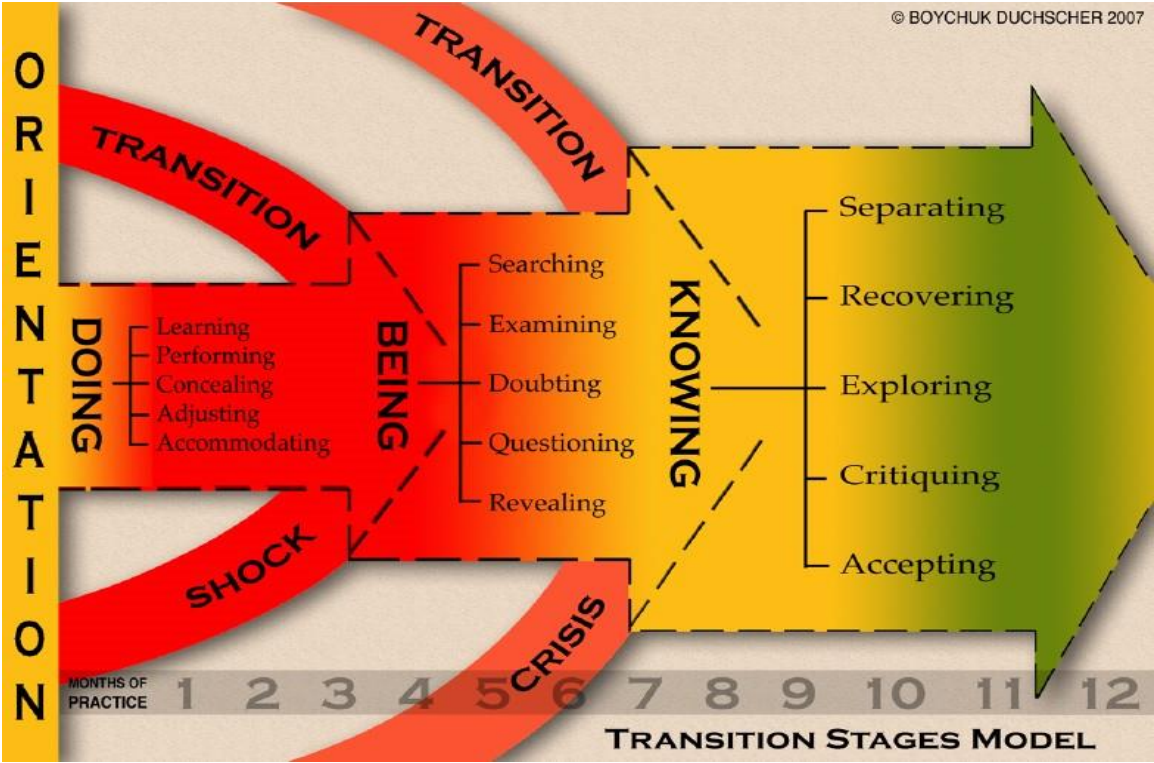 © BOYCHUK DUCHSCHER 2007
ORIENTATION
TRANSITION
TRANSITION
DOING
Learning
Performing
Concealing
Adjusting
Accommodating
BEING
Searching
Examining
Doubting
Questioning
Revealing
KNOWING
Separating
Recovering
Exploring
Critiquing
Accepting
SHOCK
CRISIS
MONTHS OF
PRACTICE 1 2 3 4 5 6 7 8 9 10 11 12
TRANSITION STAGES MODEL